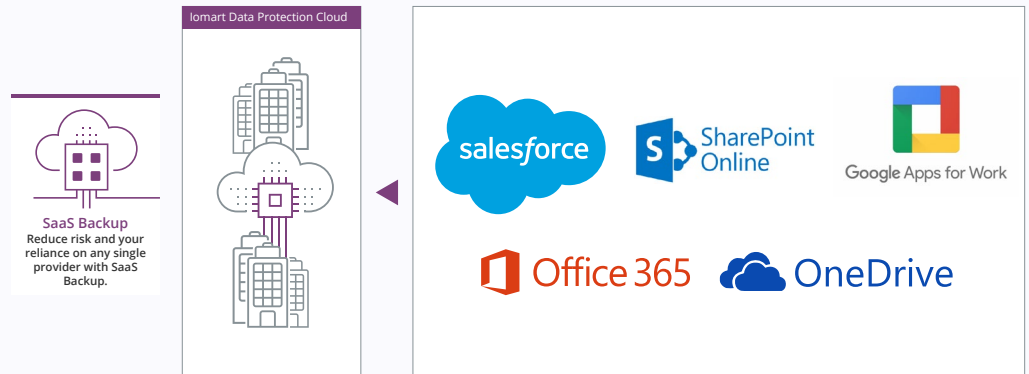 Iomart Data Protection Cloud
SaaS Backup
Reduce risk and your
reliance on any single
provider with SaaS
Backup.
salesforce
S
SharePoint
Online
Google Apps for Work
Office 365
OneDrive